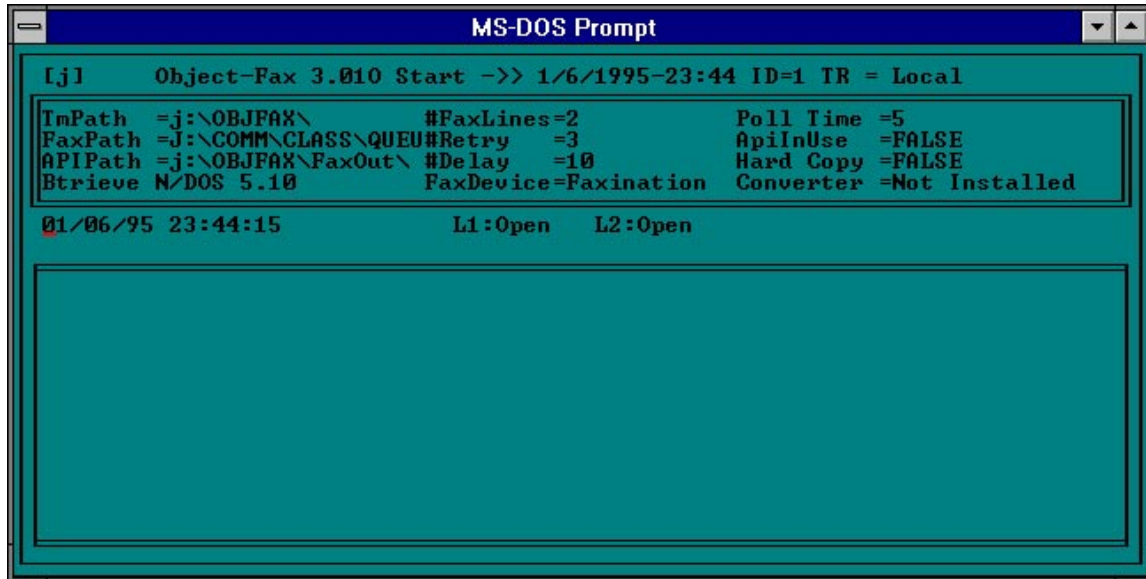 MS-DOS Prompt
[j] Object-Fax 3.010 Start ->> 1/6/1995-23:44 ID=1 TR = Local
TmPath =j:\OBJFAX\ #FaxLines=2 Poll Time =5
FaxPath =J:\COMM\CLASS\QUEU#Retry =3 ApiInUse =FALSE
APIPath =j:\OBJFAX\FaxOut\ #Delay =10 Hard Copy =FALSE
Btrieve N/DOS 5.10 FaxDevice=Faxination Converter =Not Installed
01/06/95 23:44:15 L1:Open L2:Open